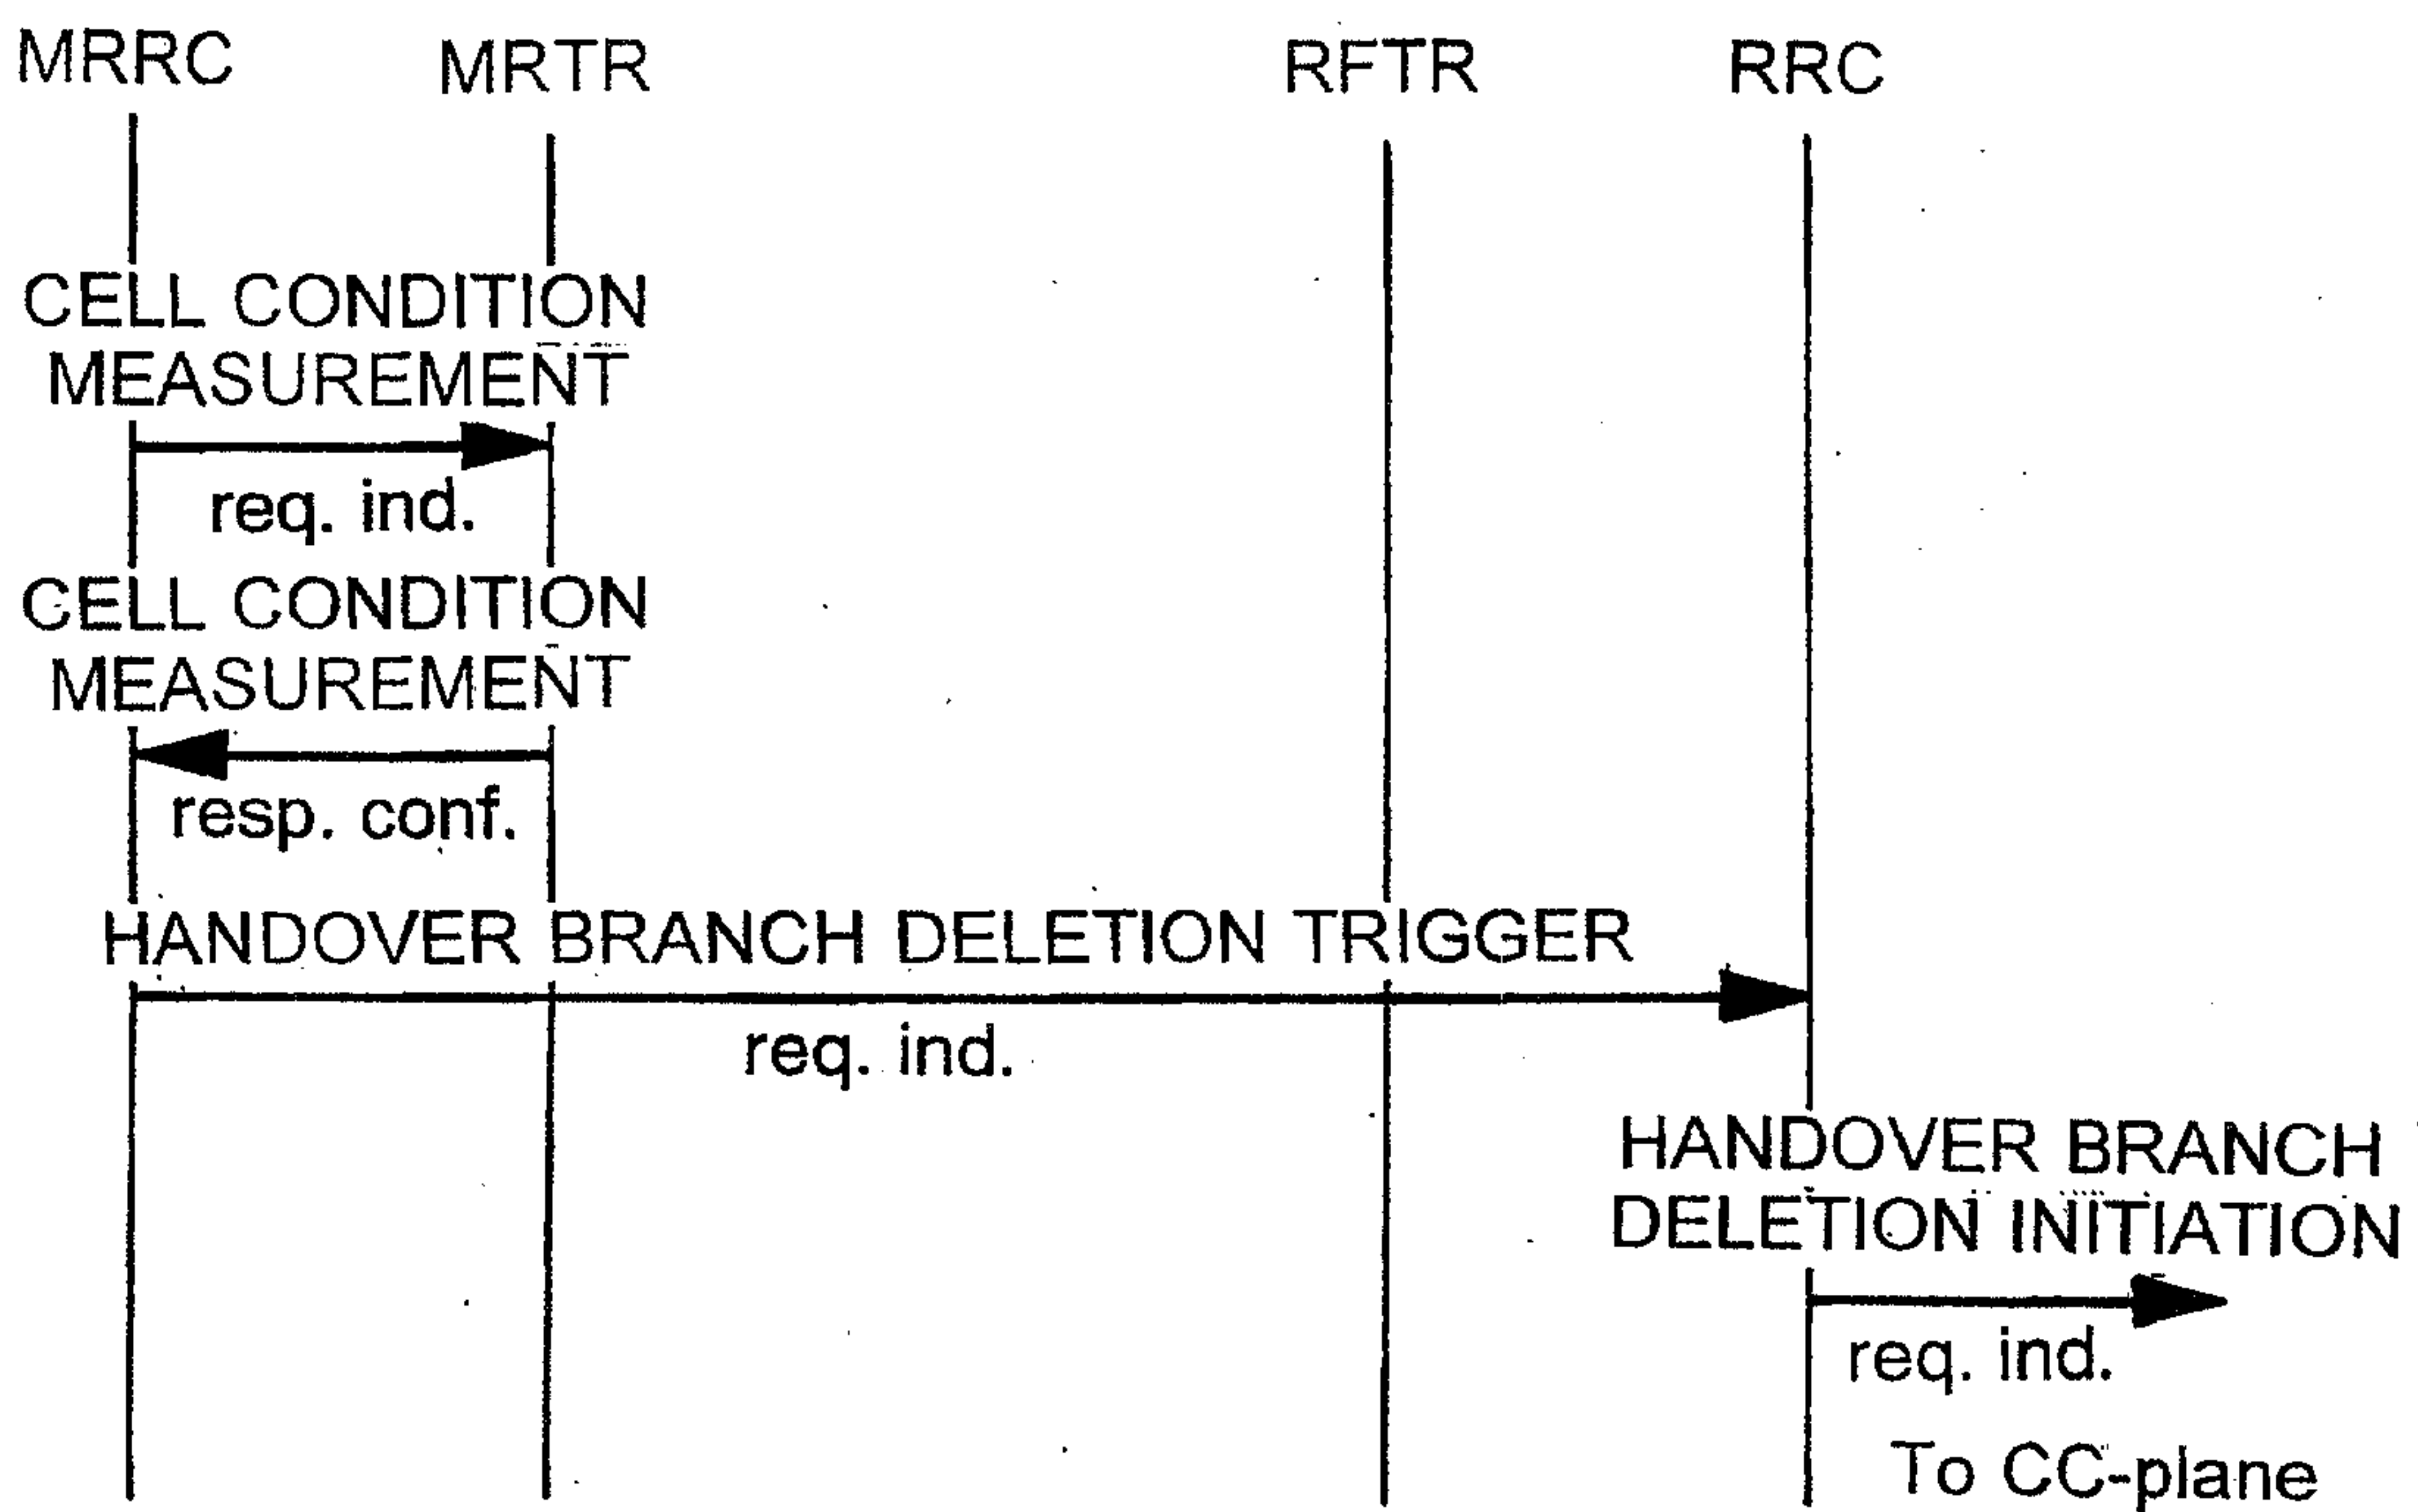 MRRC MRTR RFTR RRC
CELL CONDITION
MEASUREMENT
req. ind.
CELL CONDITION
MEASUREMENT
resp. conf.
HANDOVER BRANCH DELETION TRIGGER
req. ind.
HANDOVER BRANCH
DELETION INITIATION
req. ind.
To CC-plane